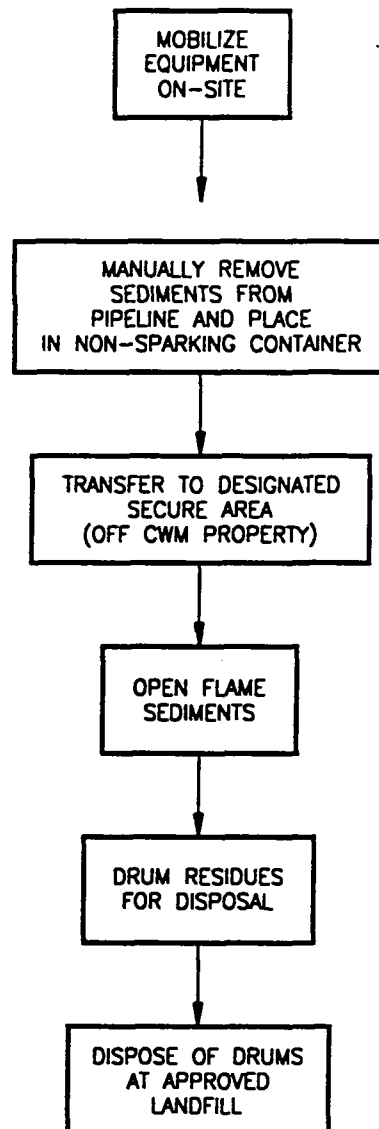 MOBILIZE
EQUIPMENT
ON-SITE
MANUALLY REMOVE
SEDIMENTS FROM
PIPELINE AND PLACE
IN NON-SPARKING CONTAINER
TRANSFER TO DESIGNATED
SECURE AREA
(OFF CWM PROPERTY)
OPEN FLAME
SEDIMENTS
DRUM RESIDUES
FOR DISPOSAL
DISPOSE OF DRUMS
AT APPROVED
LANDFILL